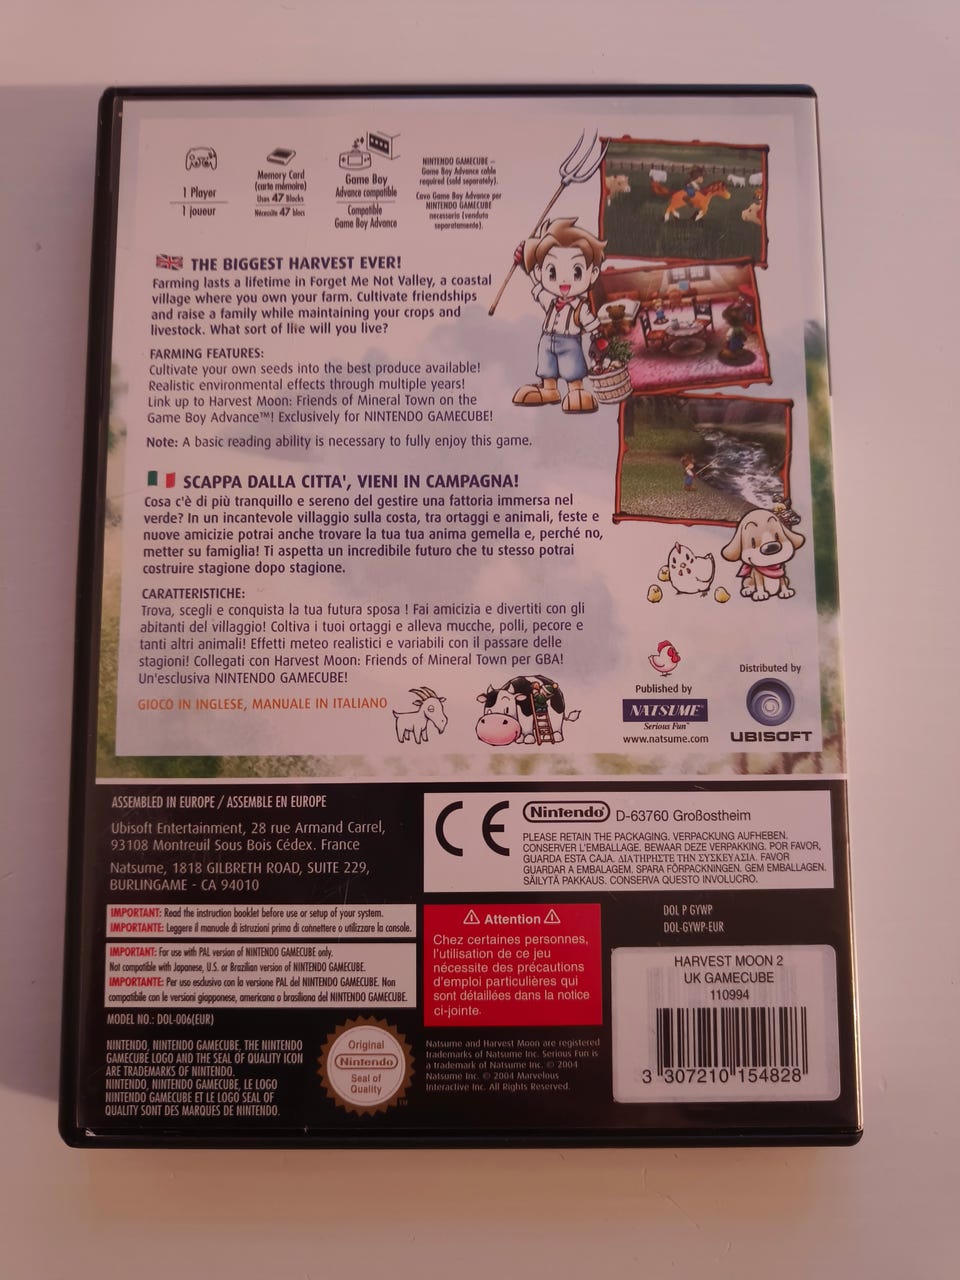 1 Player
1 joueur
Memory Card
(carte mémoire)
Uses 47 Blocks
Nécessite 47 blocs
Game Boy
Advance compatible
Compatible
Game Boy Advance
NINTENDO GAMECUBE –
Game Boy Advance cable
required (sold separately).
Cavo Game Boy Advance per
NINTENDO GAMECUBE
necessario (venduto
separatamente).
THE BIGGEST HARVEST EVER!
Farming lasts a lifetime in Forget Me Not Valley, a coastal
village where you own your farm. Cultivate friendships
and raise a family while maintaining your crops and
livestock. What sort of life will you live?
FARMING FEATURES:
Cultivate your own seeds into the best produce available!
Realistic environmental effects through multiple years!
Link up to Harvest Moon: Friends of Mineral Town on the
Game Boy Advance™! Exclusively for NINTENDO GAMECUBE!
Note: A basic reading ability is necessary to fully enjoy this game.
SCAPPA DALLA CITTA', VIENI IN CAMPAGNA!
Cosa c'è di più tranquillo e sereno del gestire una fattoria immersa nel
verde? In un incantevole villaggio sulla costa, tra ortaggi e animali, feste e
nuove amicizie potrai anche trovare la tua tua anima gemella e, perché no,
metter su famiglia! Ti aspetta un incredibile futuro che tu stesso potrai
costruire stagione dopo stagione.
CARATTERISTICHE:
Trova, scegli e conquista la tua futura sposa ! Fai amicizia e divertiti con gli
abitanti del villaggio! Coltiva i tuoi ortaggi e alleva mucche, polli, pecore e
tanti altri animali! Effetti meteo realistici e variabili con il passare delle
stagioni! Collegati con Harvest Moon: Friends of Mineral Town per GBA!
Un'esclusiva NINTENDO GAMECUBE!
GIOCO IN INGLESE, MANUALE IN ITALIANO
Published by
NATSUME®
Serious Fun™
www.natsume.com
Distributed by
UBISOFT
ASSEMBLED IN EUROPE / ASSEMBLE EN EUROPE
Ubisoft Entertainment, 28 rue Armand Carrel,
93108 Montreuil Sous Bois Cédex. France
Natsume, 1818 GILBRETH ROAD, SUITE 229,
BURLINGAME - CA 94010
CE
Nintendo® D-63760 Großostheim
PLEASE RETAIN THE PACKAGING. VERPACKUNG AUFHEBEN.
CONSERVER L'EMBALLAGE. BEWAAR DEZE VERPAKKING. POR FAVOR,
GUARDA ESTA CAJA. ΔΙΑΤΗΡΗΣΤΕ ΤΗΝ ΣΥΣΚΕΥΑΣΙΑ. FAVOR
GUARDAR A EMBALAGEM. SPARA FÖRPACKNINGEN. GEM EMBALLAGEN.
SÄILYTÄ PAKKAUS. CONSERVA QUESTO INVOLUCRO.
IMPORTANT: Read the instruction booklet before use or setup of your system.
IMPORTANTE: Leggere il manuale di istruzioni prima di connettere o utilizzare la console.
IMPORTANT: For use with PAL version of NINTENDO GAMECUBE only.
Not compatible with Japanese, U.S. or Brazilian version of NINTENDO GAMECUBE.
IMPORTANTE: Per uso esclusivo con la versione PAL del NINTENDO GAMECUBE. Non
compatibile con le versioni giapponese, americana o brasiliana del NINTENDO GAMECUBE.
MODEL NO.: DOL-006(EUR)
NINTENDO, NINTENDO GAMECUBE, THE NINTENDO
GAMECUBE LOGO AND THE SEAL OF QUALITY ICON
ARE TRADEMARKS OF NINTENDO.
NINTENDO, NINTENDO GAMECUBE, LE LOGO
NINTENDO GAMECUBE ET LE LOGO SEAL OF
QUALITY SONT DES MARQUES DE NINTENDO.
Original
Nintendo
Seal of
Quality
TM
Attention
Chez certaines personnes,
l'utilisation de ce jeu
nécessite des précautions
d'emploi particulières qui
sont détaillées dans la notice
ci-jointe.
Natsume and Harvest Moon are registered
trademarks of Natsume Inc. Serious Fun is
a trademark of Natsume Inc. © 2004
Natsume Inc. © 2004 Marvelous
Interactive Inc. All Rights Reserved.
DOL P GYWP
DOL-GYWP-EUR
HARVEST MOON 2
UK GAMECUBE
110994
3 307210 154828